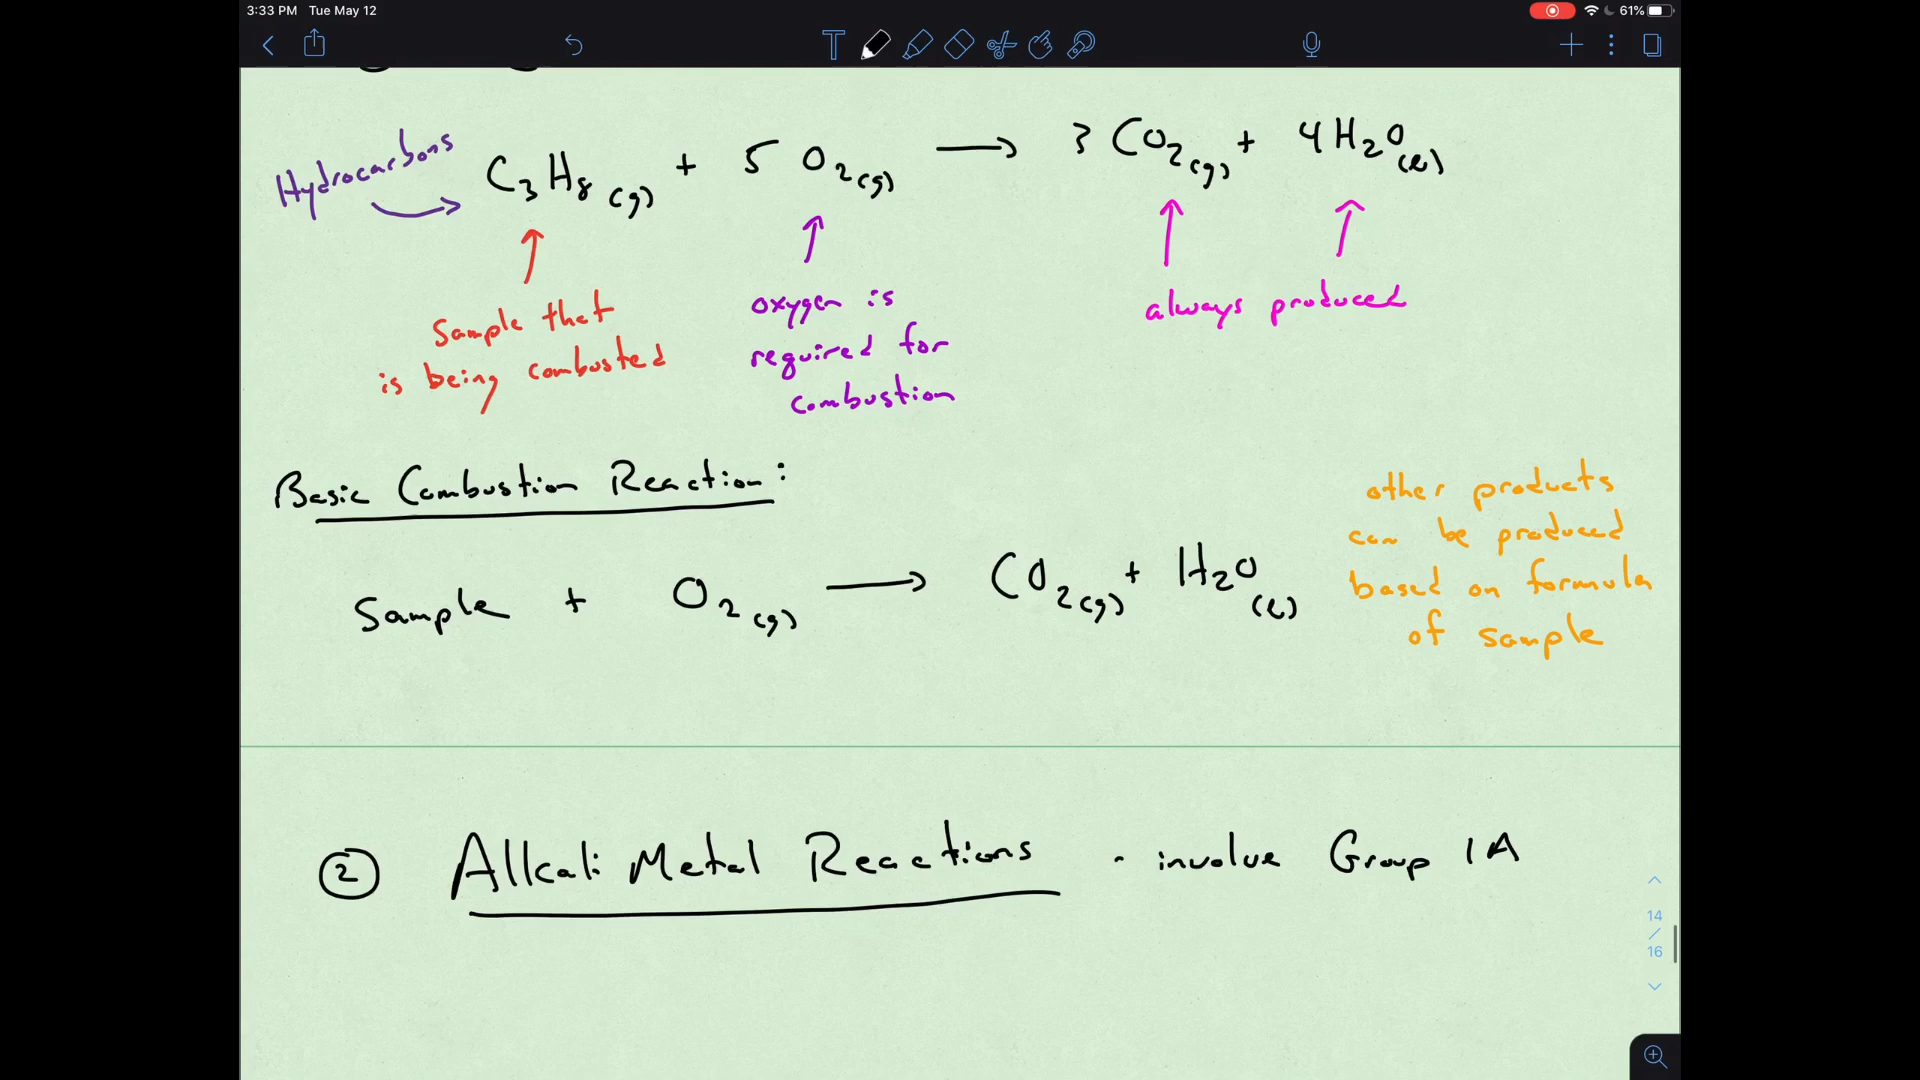 3:33 PM Tue May 12
61%
Hydrocarbons
C3H8 (g) + 5 O2 (g) → 3 CO2 (g) + 4 H2O (l)
Sample that
is being combusted
oxygen is
required for
combustion
always produced
Basic Combustion Reaction:
Sample + O2 (g) → CO2 (g) + H2O (l)
other products
can be produced
based on formula
of sample
2 Alkali Metal Reactions - involve Group 1A
14
/
16